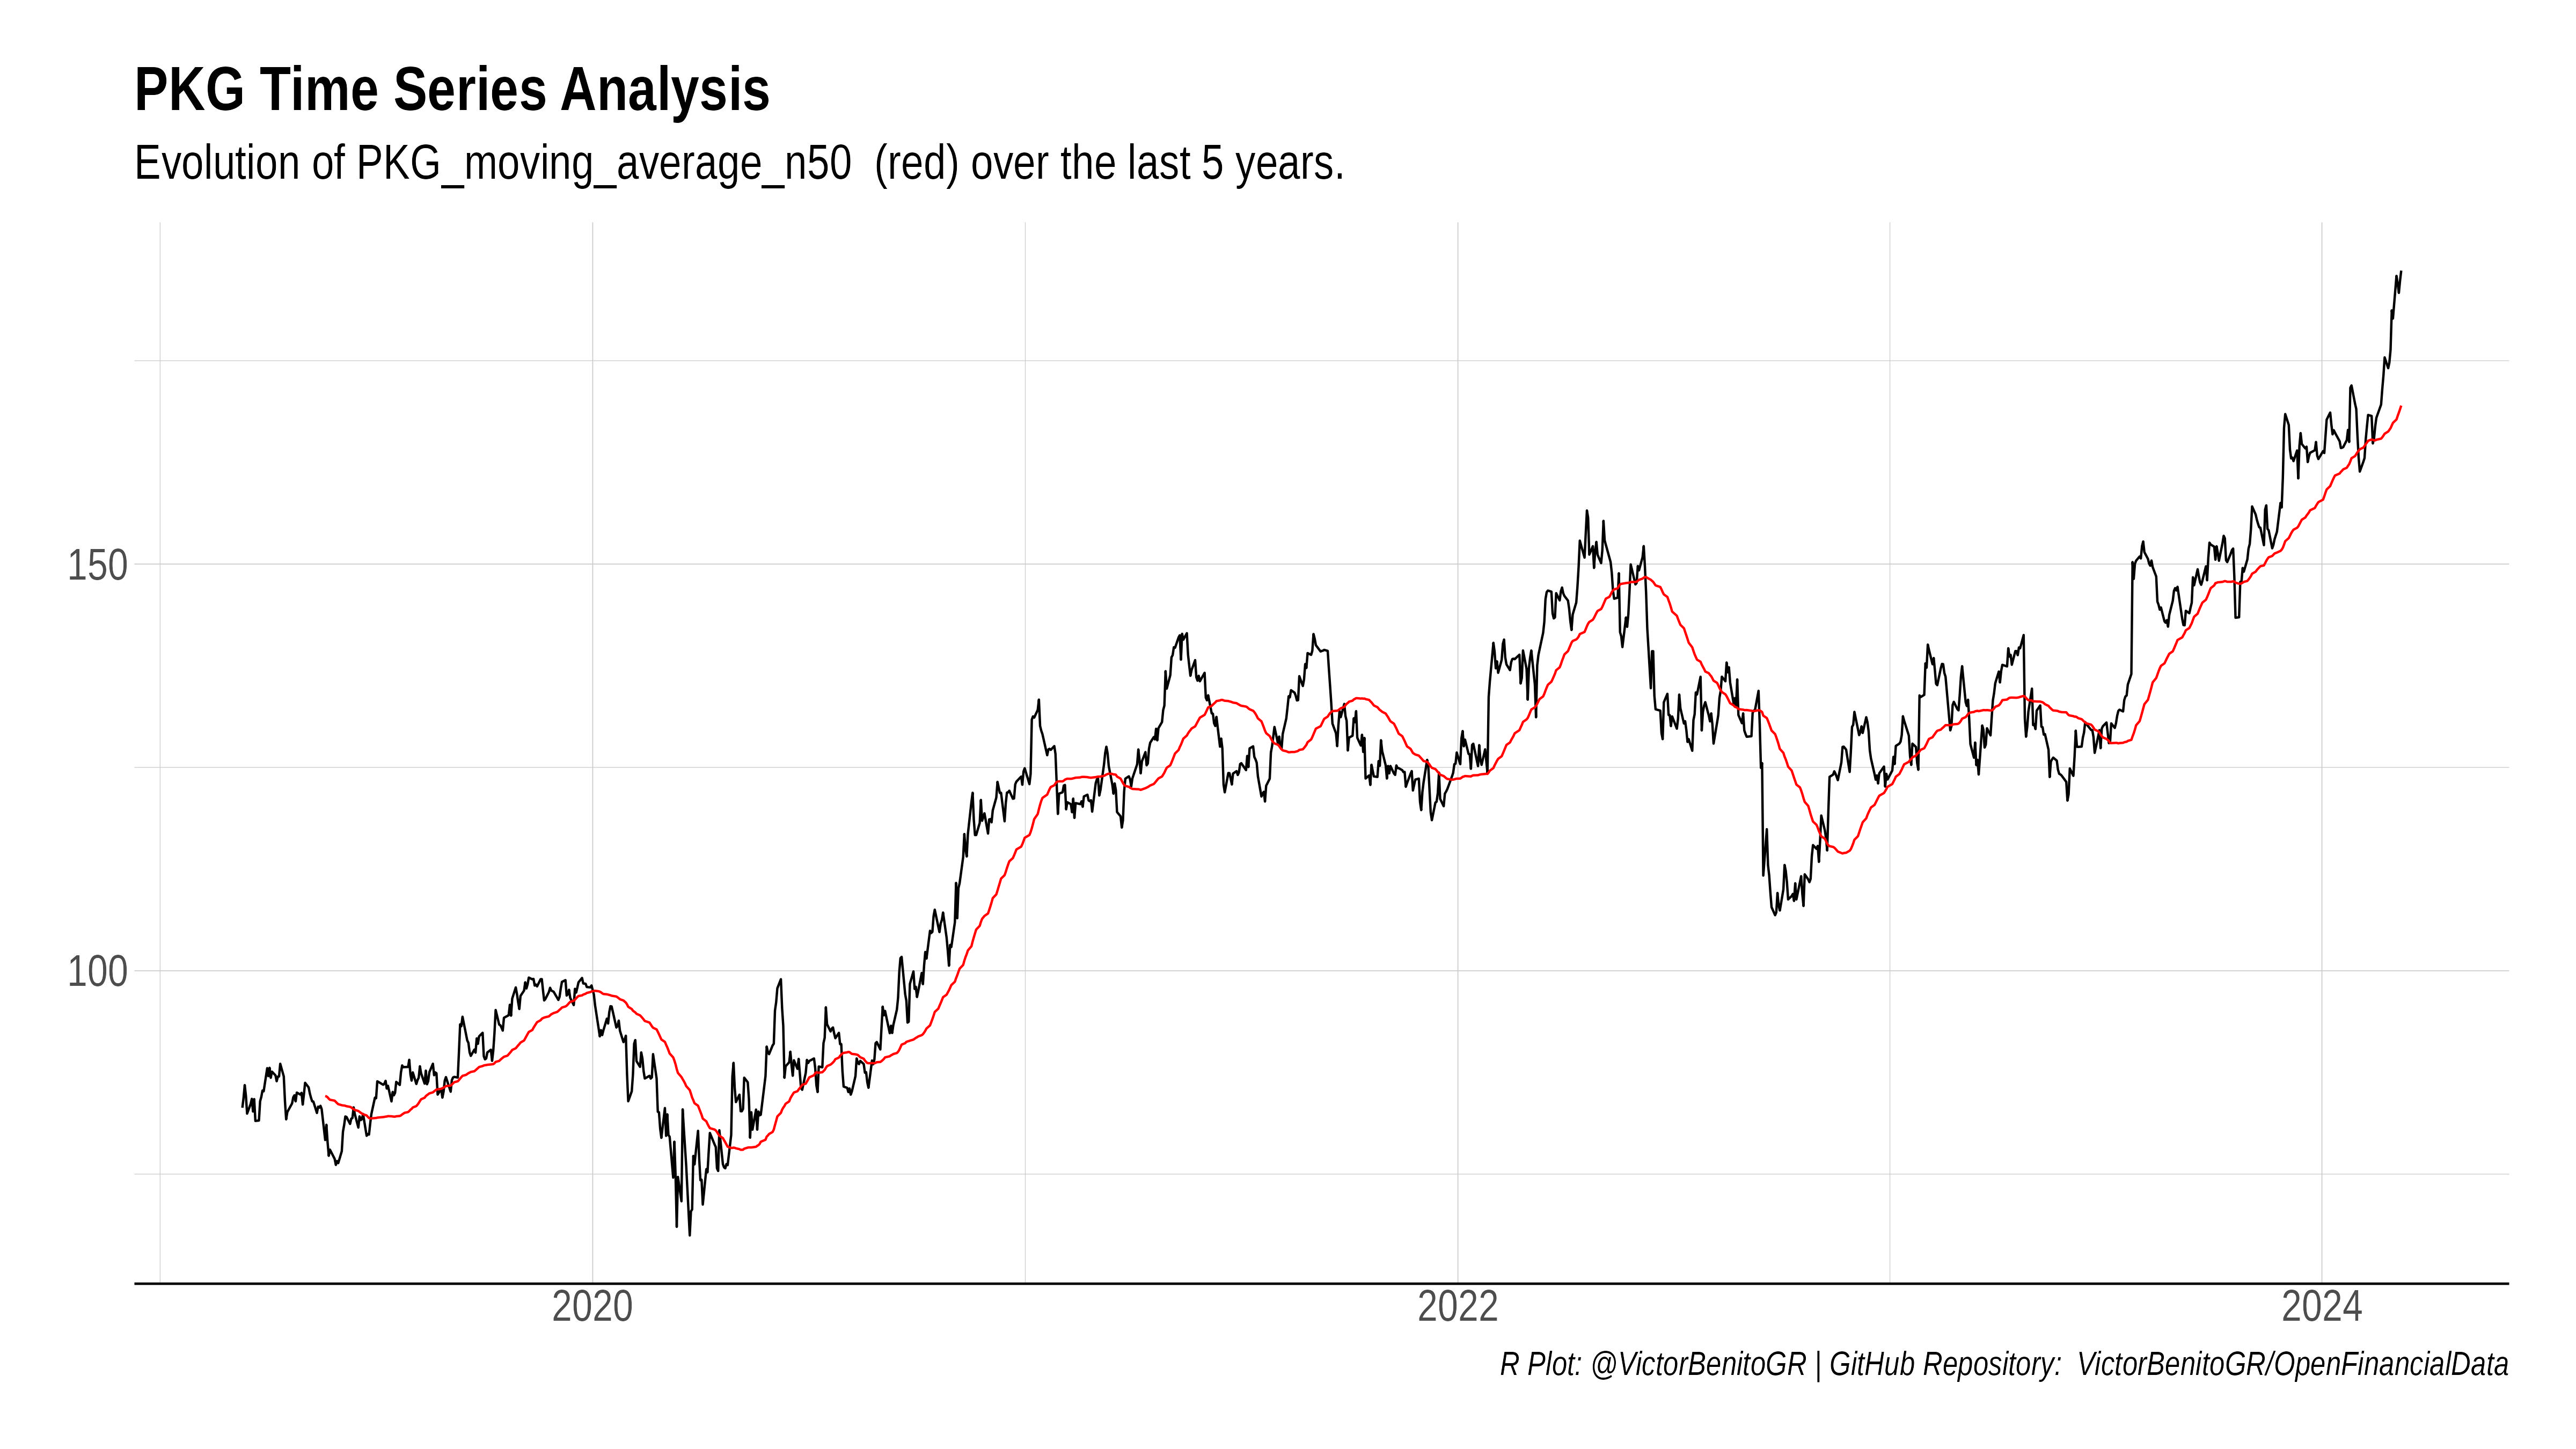 PKG Time Series Analysis
Evolution of PKG_moving_average_n50  (red) over the last 5 years.
150
100
2020 2022 2024
R Plot: @VictorBenitoGR | GitHub Repository:  VictorBenitoGR/OpenFinancialData